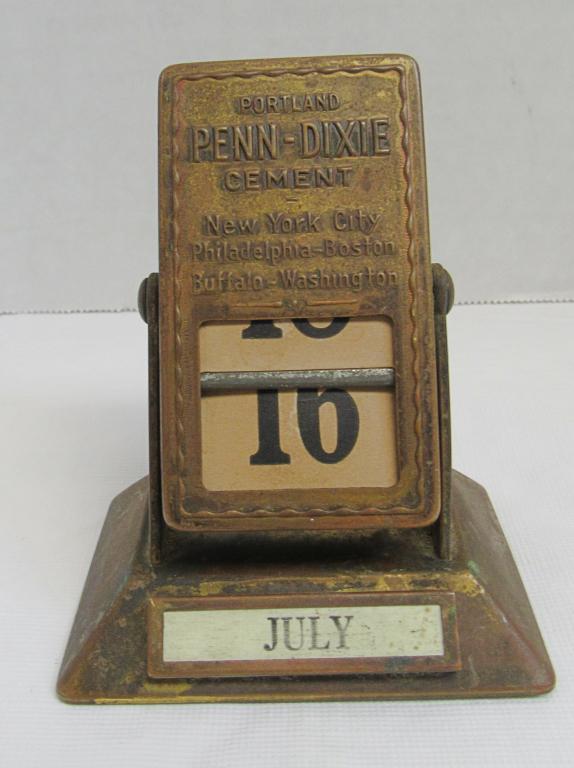 PORTLAND
PENN-DIXIE
CEMENT
New York City
Philadelphia-Boston
Buffalo-Washington
16
JULY